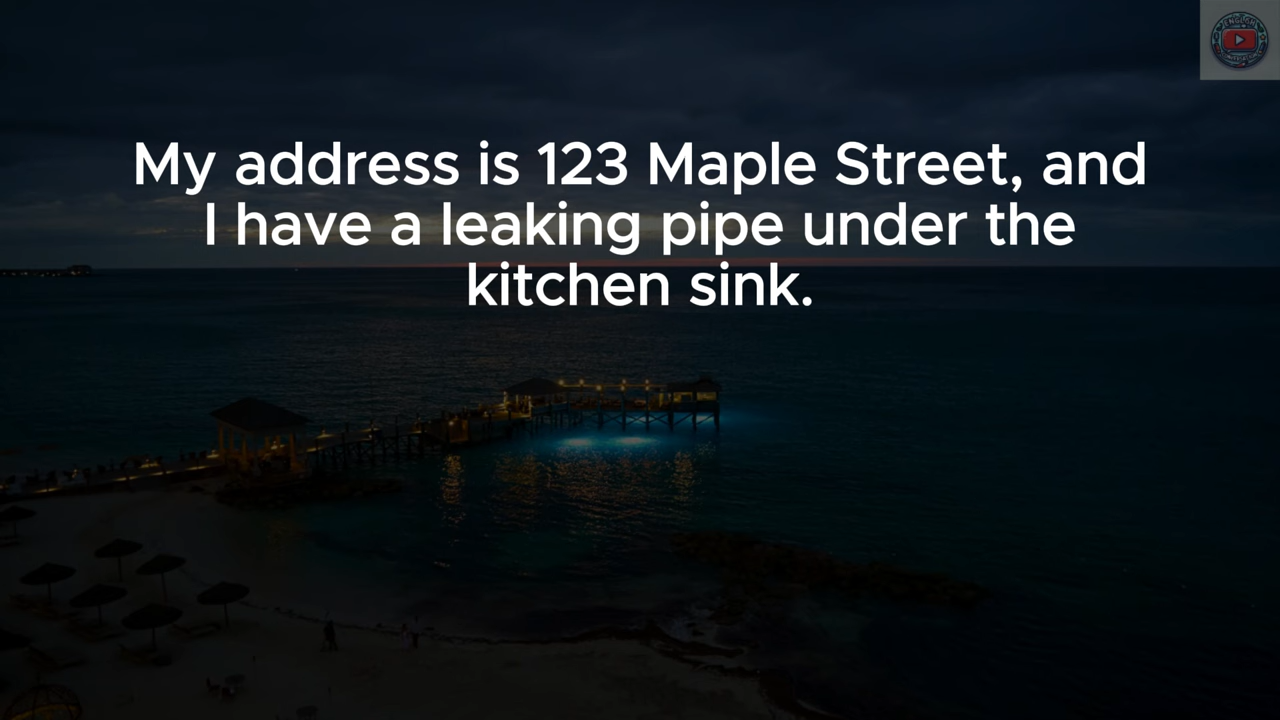 My address is 123 Maple Street, and
I have a leaking pipe under the
kitchen sink.